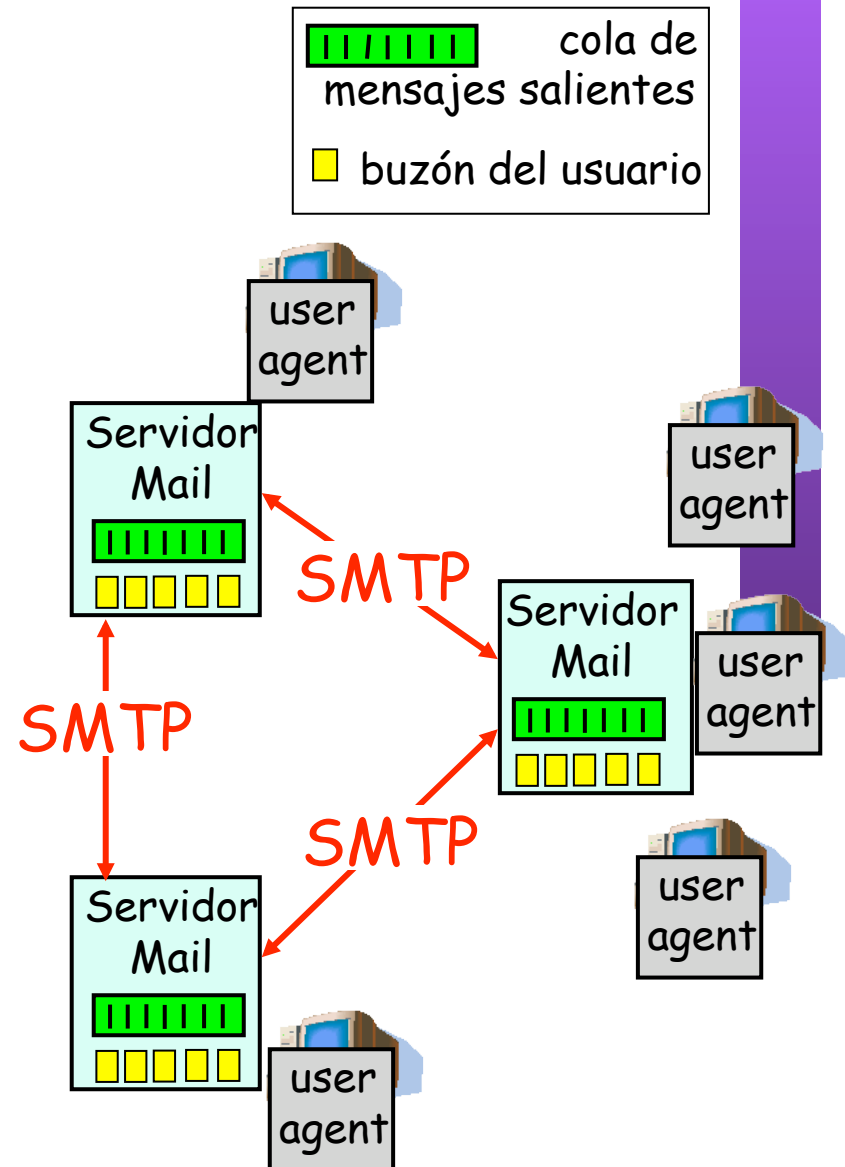 cola de
mensajes salientes
buzón del usuario
user
agent
Servidor
Mail
user
agent
SMTP
Servidor
Mail
user
agent
SMTP
SMTP
user
agent
Servidor
Mail
user
agent